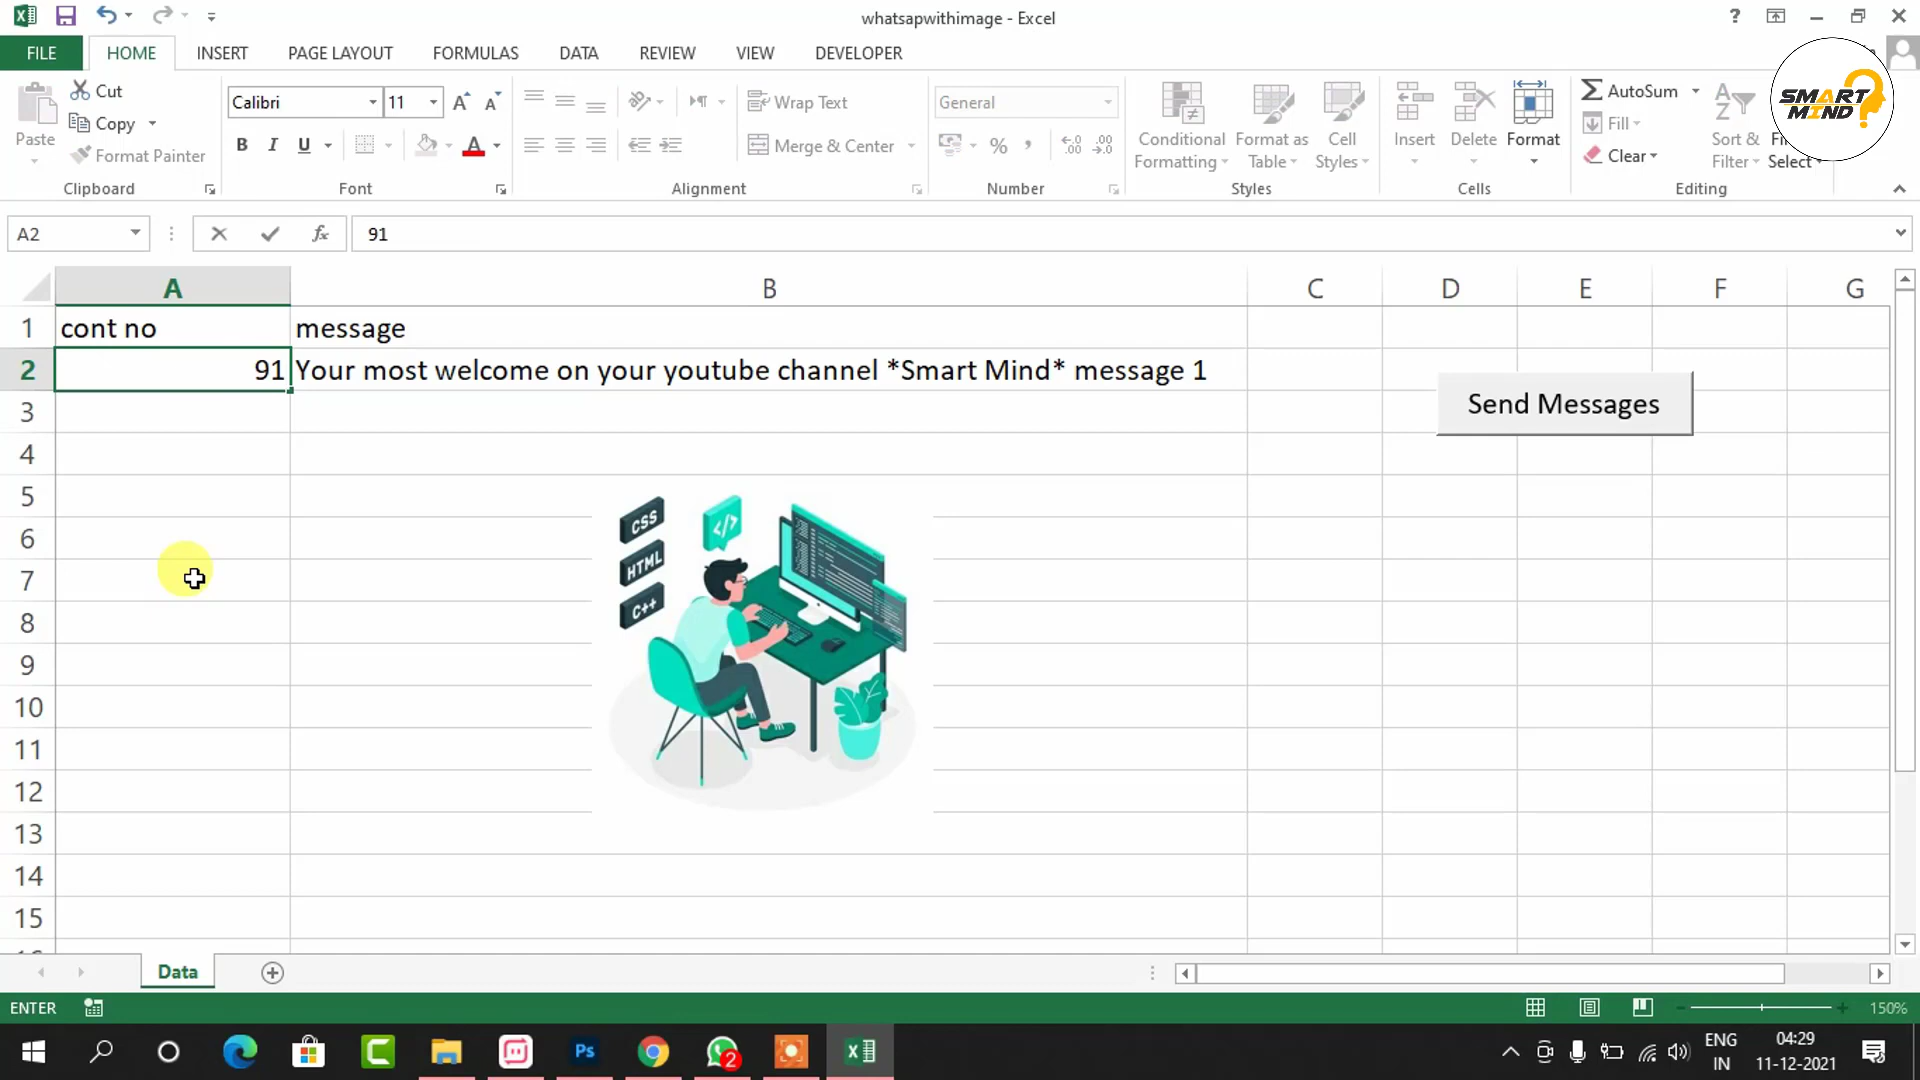 whatsapwithimage - Excel
?
FILE HOME INSERT PAGE LAYOUT FORMULAS DATA REVIEW VIEW DEVELOPER
SMART MIND
Paste
Cut
Copy
Format Painter
Clipboard
Calibri 11
B I U
Font
Wrap Text
Merge & Center
Alignment
General
%
Number
Conditional Formatting
Format as Table
Cell Styles
Styles
Insert
Delete
Format
Cells
AutoSum
Fill
Clear
Sort & Filter
Select
Editing
A2 fx 91
A B C D E F G
1 cont no message
2 91 Your most welcome on your youtube channel *Smart Mind* message 1
Send Messages
3
4
5
6
7
8
9
10
11
12
13
14
15
CSS
</>
HTML
C++
Data
ENTER 150%
Ps
2
ENG
IN
04:29
11-12-2021